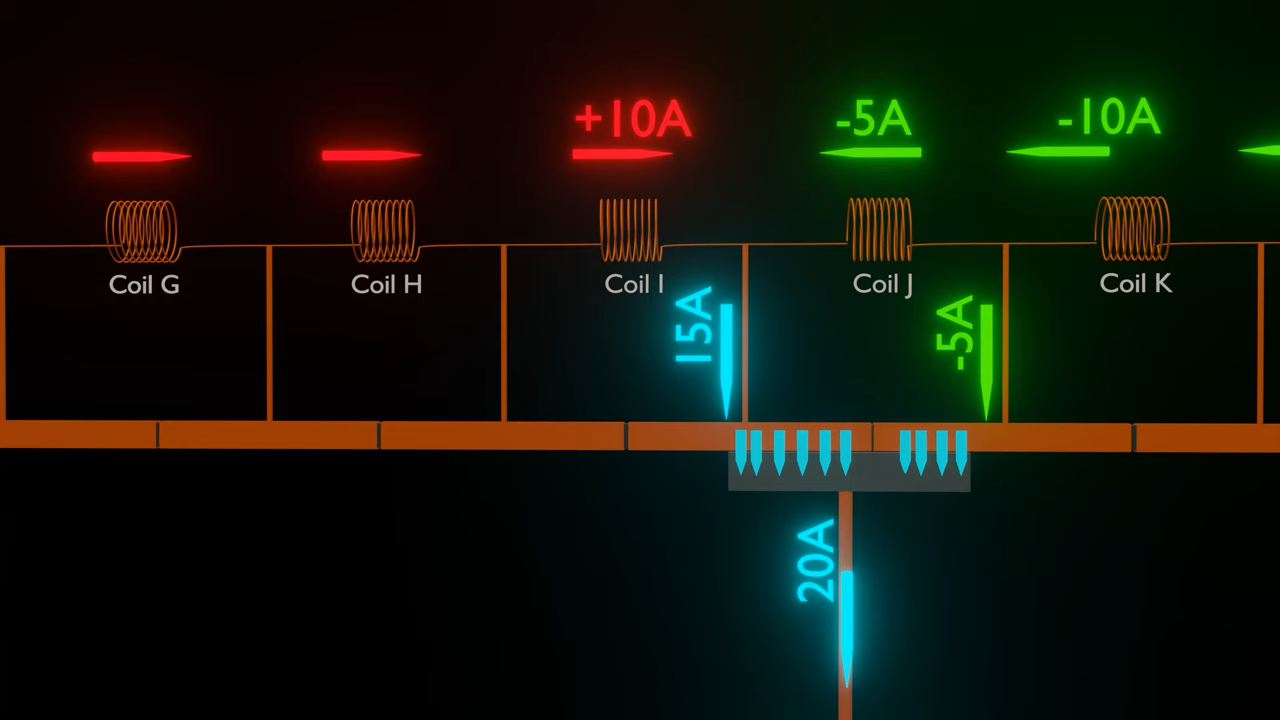 +10A
-5A
-10A
Coil G
Coil H
Coil I
Coil J
Coil K
15A
-5A
20A